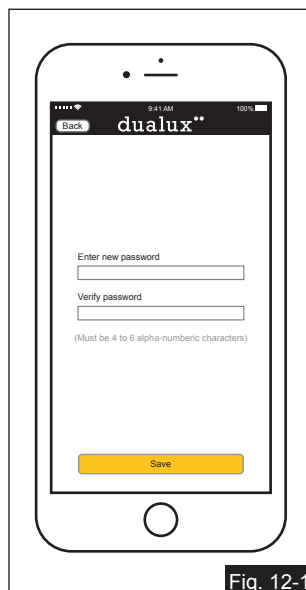 9:41 AM 100%
Back dualux
Enter new password
Verify password
(Must be 4 to 6 alpha-numberic characters)
Save
Fig. 12-1